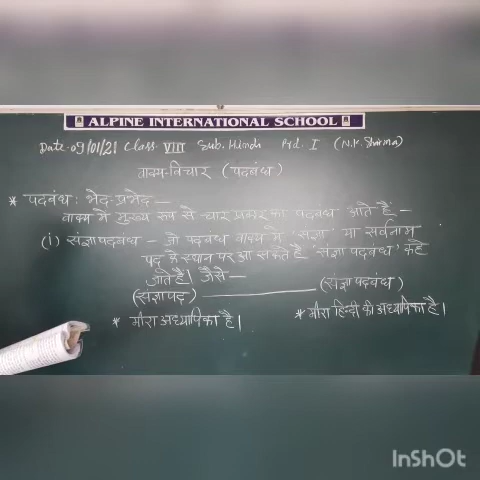 ALPINE INTERNATIONAL SCHOOL
Date-09/01/21 Class-VIII Sub. Hindi Prd. I (N.K. Sharma)
वाक्य-विचार (पदबंध)
* पदबंध: भेद-प्रभेद -
वाक्य में मुख्य रूप से चार प्रकार का पदबंध आते हैं -
(i) संज्ञापदबंध - जो पदबंध वाक्य में 'संज्ञा' या सर्वनाम
पद के स्थान पर आ सकते हैं 'संज्ञा पदबंध' कहे
जाते हैं। जैसे -
(संज्ञापद) ——— (संज्ञा पदबंध)
* मीरा अध्यापिका है। * मीरा हिन्दी की अध्यापिका है।
InShOt